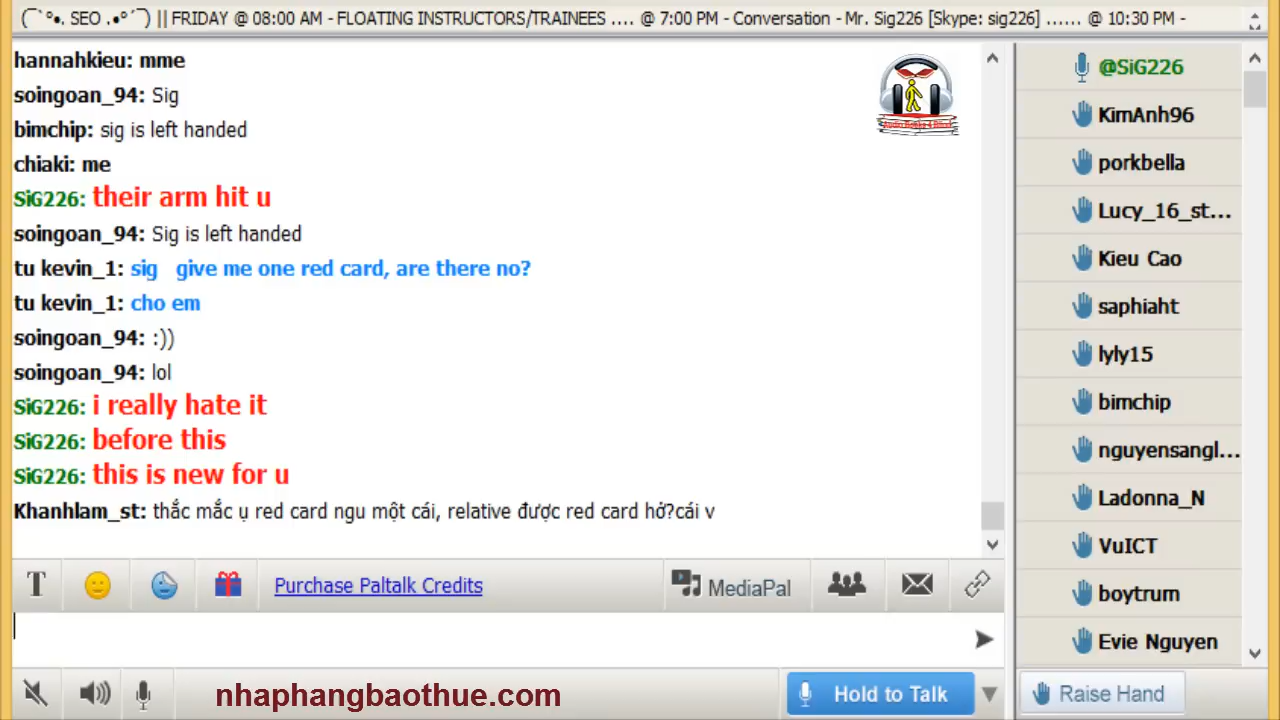 (¯`°•. SEO .•°´¯) || FRIDAY @ 08:00 AM - FLOATING INSTRUCTORS/TRAINEES .... @ 7:00 PM - Conversation - Mr. Sig226 [Skype: sig226] ...... @ 10:30 PM -
hannahkieu: mme
soingoan_94: Sig
bimchip: sig is left handed
chiaki: me
SiG226: their arm hit u
soingoan_94: Sig is left handed
tu kevin_1: sig   give me one red card, are there no?
tu kevin_1: cho em
soingoan_94: :))
soingoan_94: lol
SiG226: i really hate it
SiG226: before this
SiG226: this is new for u
Khanhlam_st: thắc mắc ụ red card ngu một cái, relative được red card hở?cái v
@SiG226
KimAnh96
porkbella
Lucy_16_st...
Kieu Cao
saphiaht
lyly15
bimchip
nguyensangl...
Ladonna_N
VuICT
boytrum
Evie Nguyen
T
Purchase Paltalk Credits
MediaPal
nhaphangbaothue.com
Hold to Talk
Raise Hand